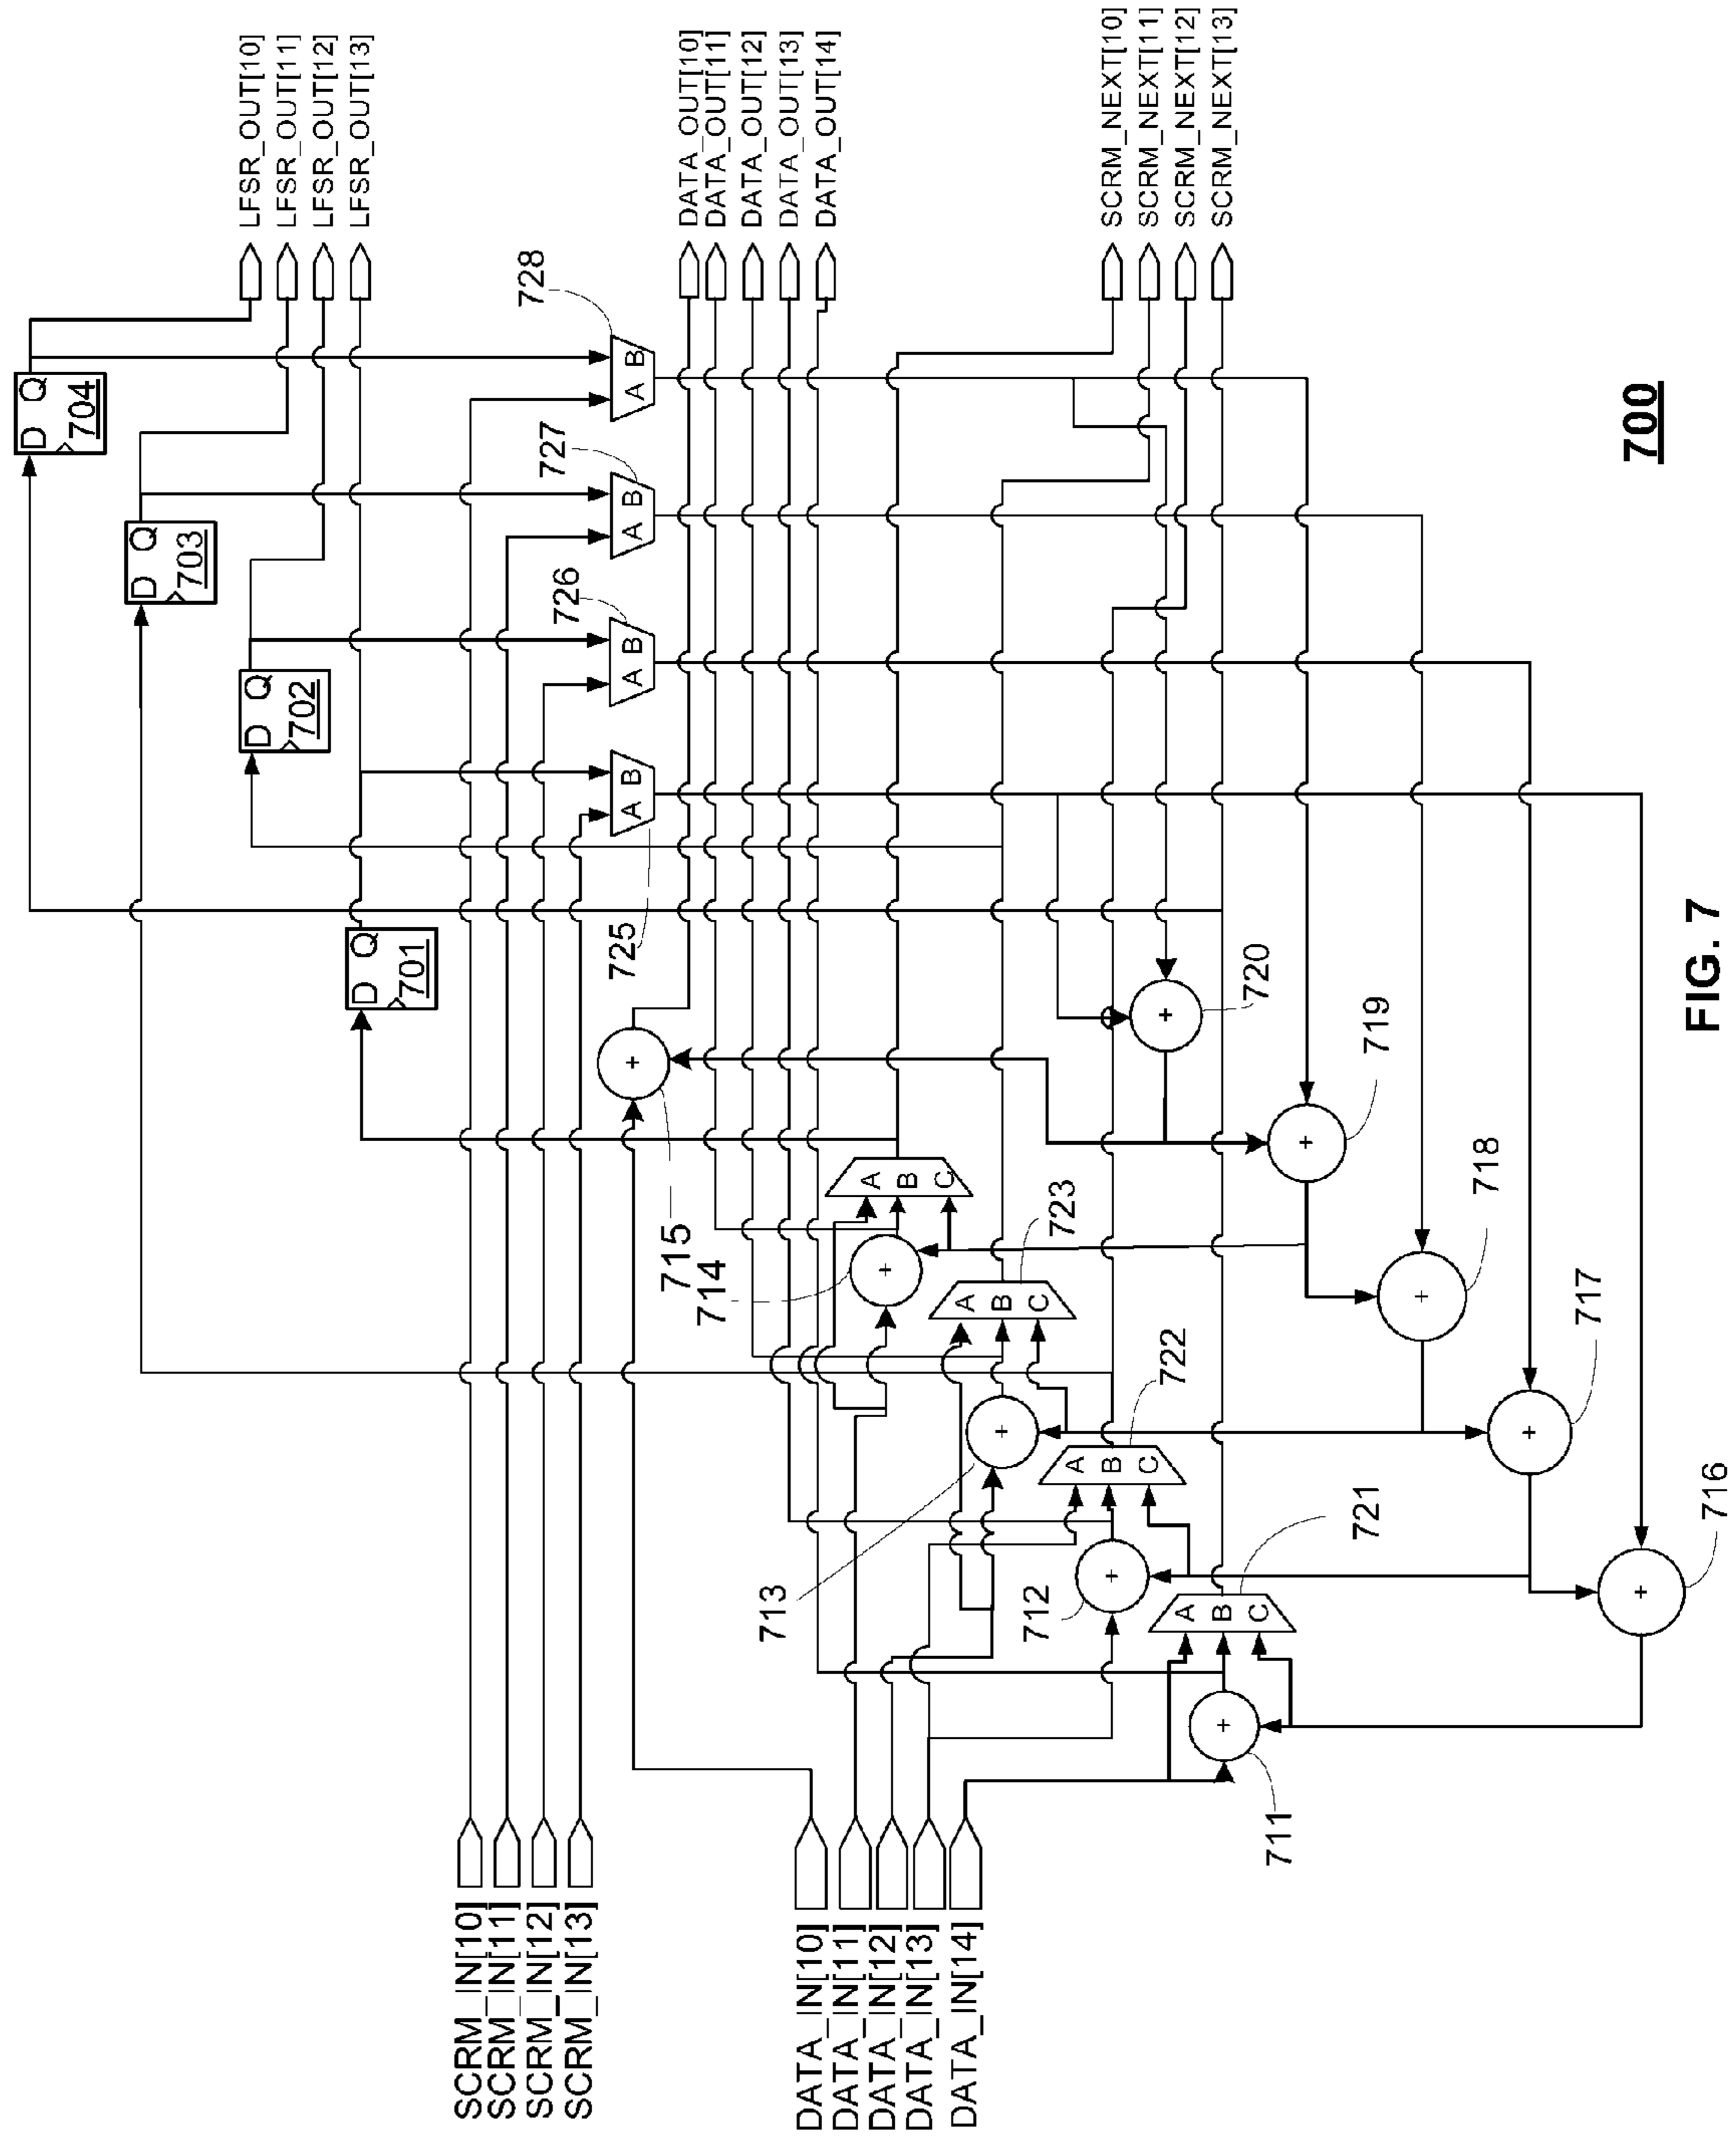 LFSR_OUT[10]
LFSR_OUT[11]
LFSR_OUT[12]
LFSR_OUT[13]
DATA_OUT[10]
DATA_OUT[11]
DATA_OUT[12]
DATA_OUT[13]
DATA_OUT[14]
SCRM_NEXT[10]
SCRM_NEXT[11]
SCRM_NEXT[12]
SCRM_NEXT[13]
D Q
704
D Q
703
D Q
702
D Q
701
A B
728
A B
727
A B
726
A B
725
+
715
+
714
A
B
C
+
713
A
B
C
723
+
712
A
B
C
722
+
711
A
B
C
721
+
720
+
719
+
718
+
717
+
716
SCRM_IN[10]
SCRM_IN[11]
SCRM_IN[12]
SCRM_IN[13]
DATA_IN[10]
DATA_IN[11]
DATA_IN[12]
DATA_IN[13]
DATA_IN[14]
700
FIG. 7